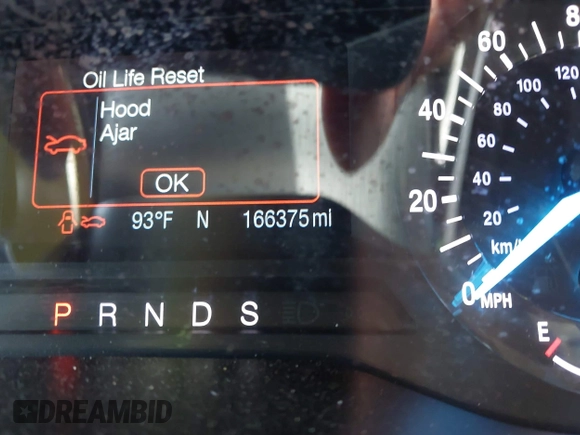 Oil Life Reset
Hood
Ajar
OK
93°F N 166375 mi
P R N D S
0 20 40 60 8
20 40 60 80 100 120
km/
MPH
E
DREAMBID